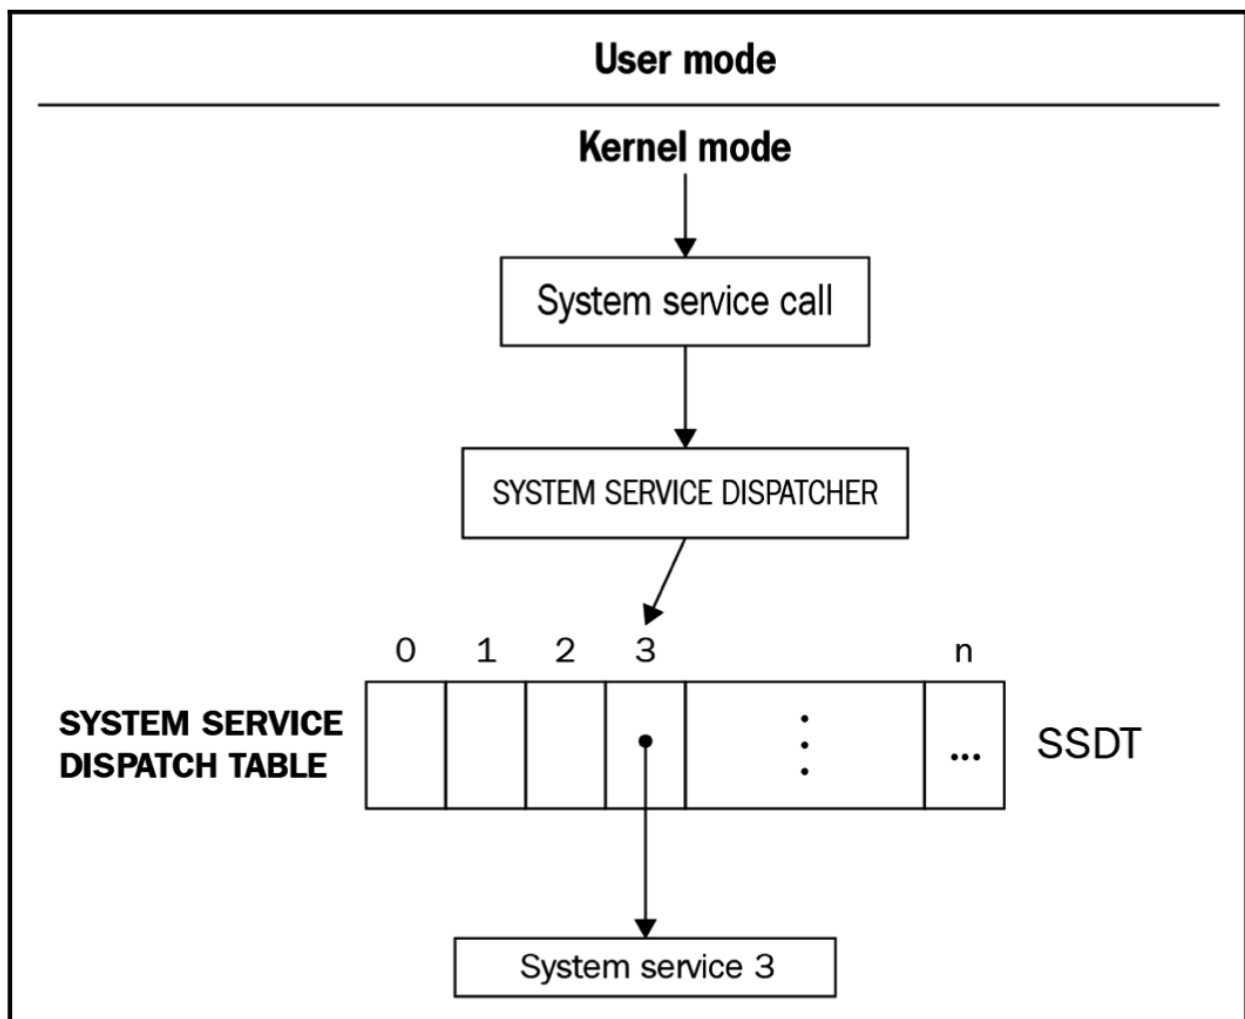 User mode
Kernel mode
System service call
SYSTEM SERVICE DISPATCHER
0 1 2 3 n
SYSTEM SERVICE
DISPATCH TABLE
...
SSDT
System service 3